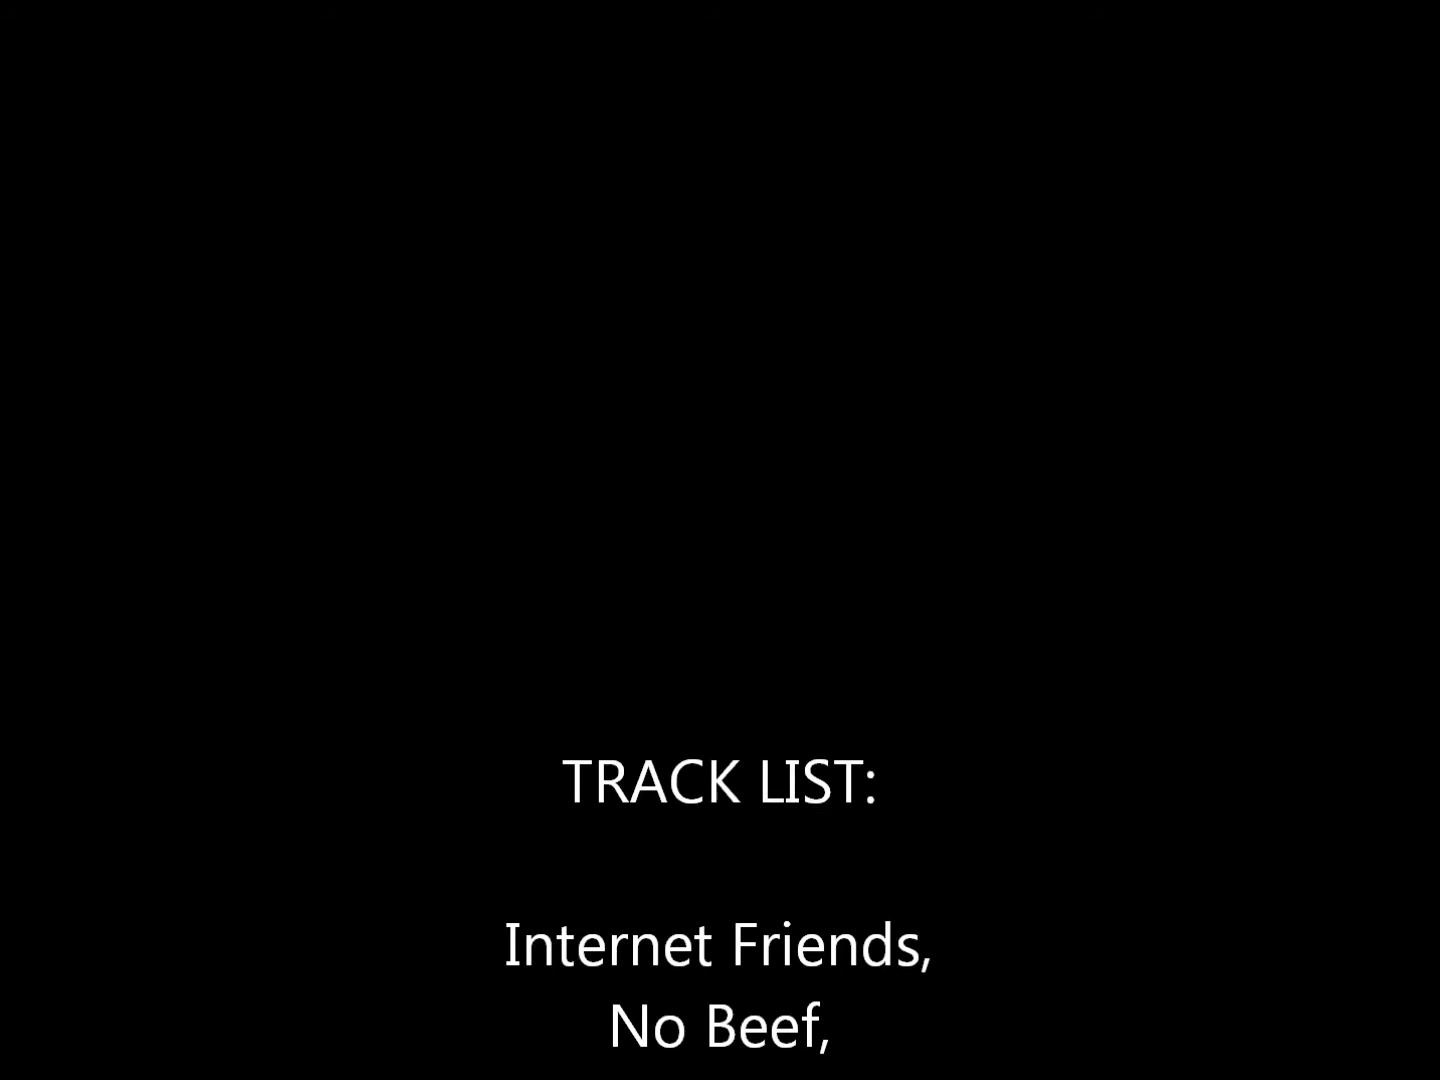 TRACK LIST:
Internet Friends,
No Beef,